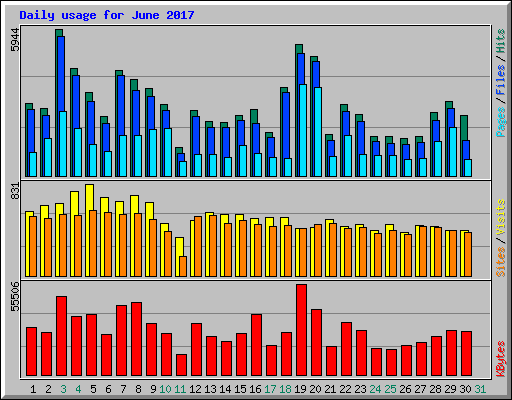 Daily usage for June 2017
5944
Pages / Files / Hits
831
Sites / Visits
55506
KBytes
1 2 3 4 5 6 7 8 9 10 11 12 13 14 15 16 17 18 19 20 21 22 23 24 25 26 27 28 29 30 31